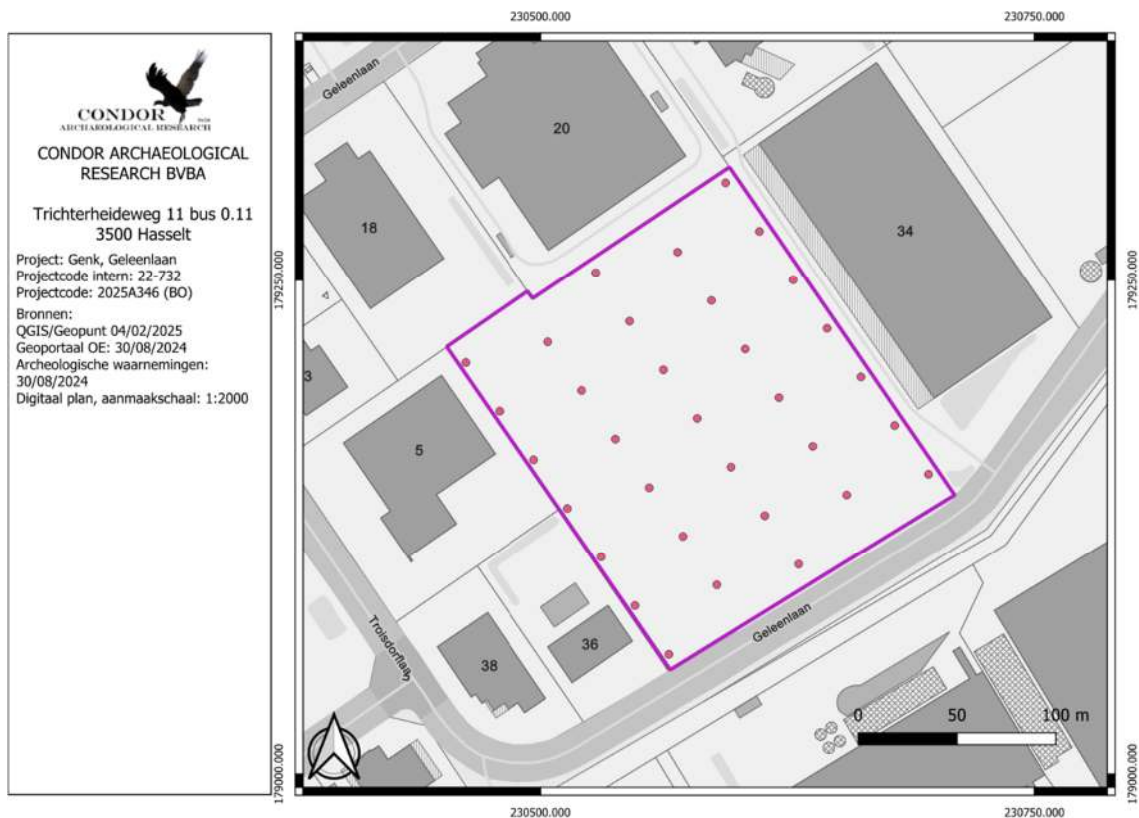 CONDOR
ARCHAEOLOGICAL RESEARCH
CONDOR ARCHAEOLOGICAL
RESEARCH BVBA
Trichterheideweg 11 bus 0.11
3500 Hasselt
Project: Genk, Geleenlaan
Projectcode intern: 22-732
Projectcode: 2025A346 (BO)
Bronnen:
QGIS/Geopunt 04/02/2025
Geoportaal OE: 30/08/2024
Archeologische waarnemingen:
30/08/2024
Digitaal plan, aanmaakschaal: 1:2000
230500.000
230750.000
Geleenlaan
20
18
34
179250.000
179250.000
3
5
Geleenlaan
Troisdorflaan
36
38
0 50 100 m
179000.000
179000.000
230500.000
230750.000